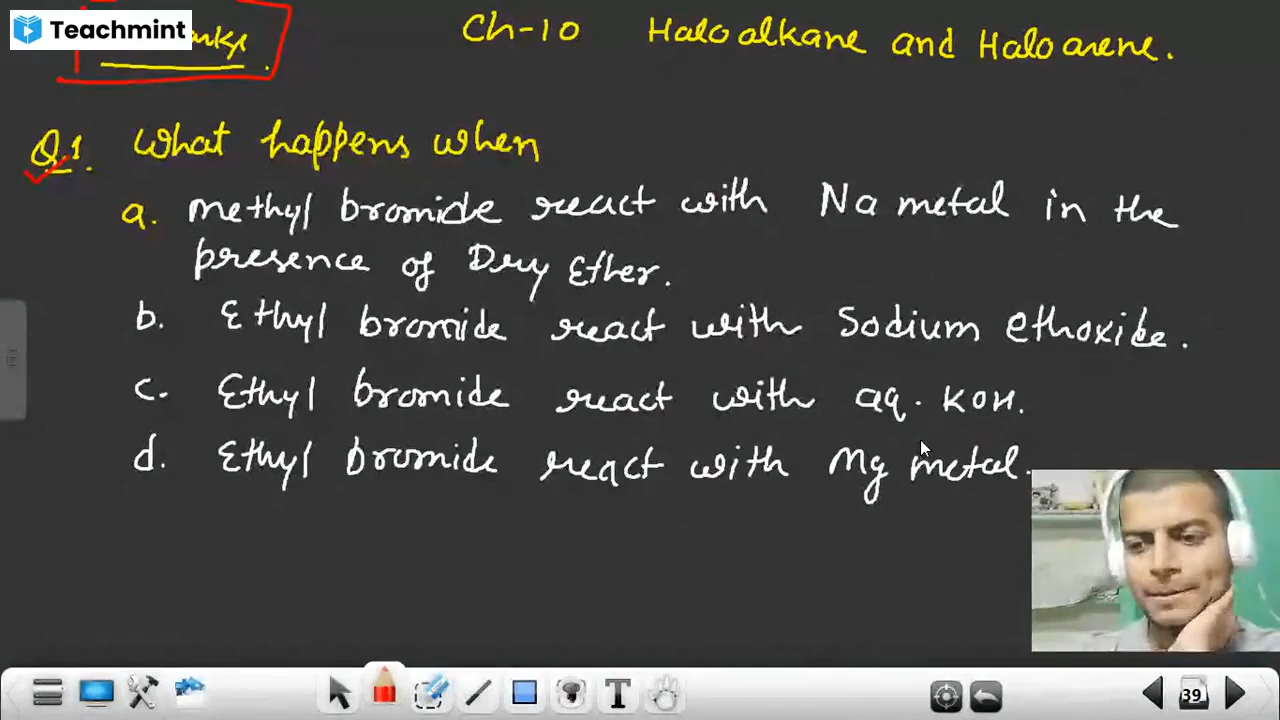 Teachmint
Ch-10 Haloalkane and Haloarene.
Q1. What happens when
a. Methyl bromide react with Na metal in the
presence of Dry Ether.
b. Ethyl bromide react with Sodium ethoxide.
c. Ethyl bromide react with aq. KOH.
d. Ethyl bromide react with Mg metal.
39